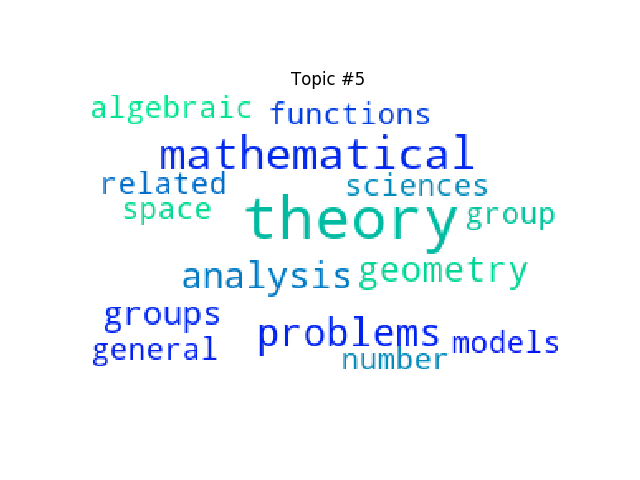 Topic #5
algebraic functions
mathematical
related sciences
space theory group
analysis geometry
groups problems
general number models